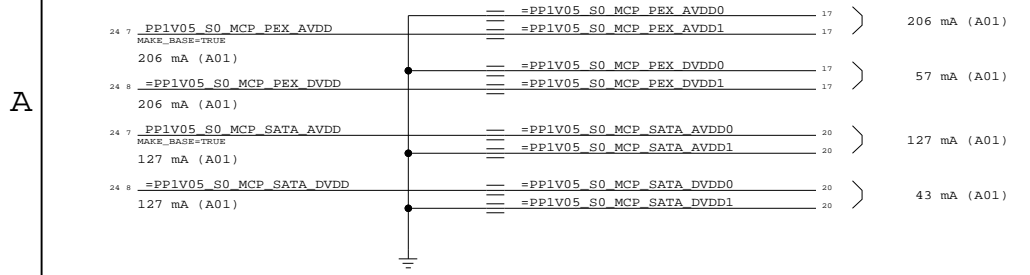 =PP1V05_S0_MCP_PEX_AVDD0 17 206 mA (A01)
24 7 PP1V05_S0_MCP_PEX_AVDD =PP1V05_S0_MCP_PEX_AVDD1 17
MAKE_BASE=TRUE
206 mA (A01)
=PP1V05_S0_MCP_PEX_DVDD0 17 57 mA (A01)
24 8 =PP1V05_S0_MCP_PEX_DVDD =PP1V05_S0_MCP_PEX_DVDD1 17
A
206 mA (A01)
24 7 PP1V05_S0_MCP_SATA_AVDD =PP1V05_S0_MCP_SATA_AVDD0 20 127 mA (A01)
MAKE_BASE=TRUE
=PP1V05_S0_MCP_SATA_AVDD1 20
127 mA (A01)
24 8 =PP1V05_S0_MCP_SATA_DVDD =PP1V05_S0_MCP_SATA_DVDD0 20 43 mA (A01)
127 mA (A01)
=PP1V05_S0_MCP_SATA_DVDD1 20